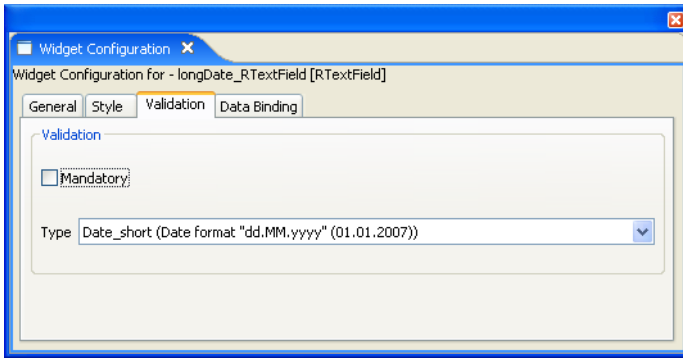 Widget Configuration
Widget Configuration for - longDate_RTextField [RTextField]
General Style Validation Data Binding
Validation
Mandatory
Type Date_short (Date format "dd.MM.yyyy" (01.01.2007))